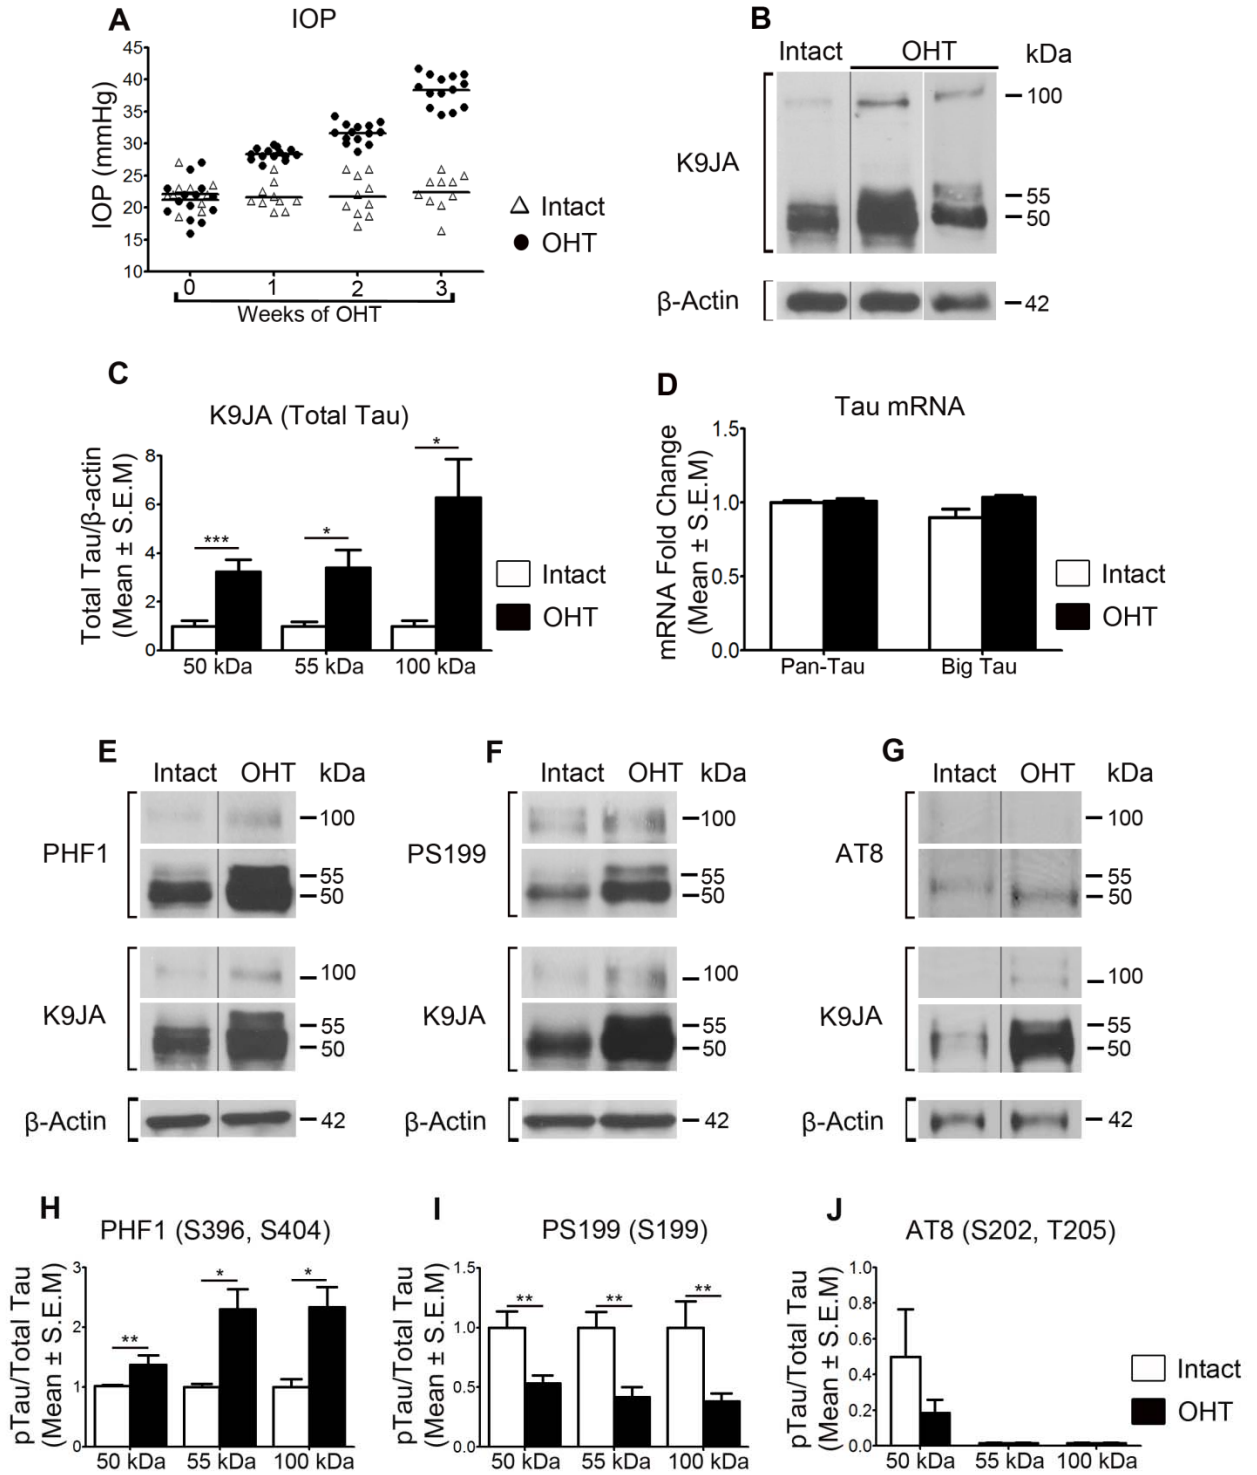 A
IOP
IOP (mmHg)
45
40
35
30
25
20
15
10
0 1 2 3
Weeks of OHT
Intact
OHT
B
Intact OHT kDa
K9JA
100
55
50
β-Actin
42
C
K9JA (Total Tau)
Total Tau/β-actin
(Mean ± S.E.M)
8
6
4
2
0
*** * *
50 kDa 55 kDa 100 kDa
Intact
OHT
D
Tau mRNA
mRNA Fold Change
(Mean ± S.E.M)
1.5
1.0
0.5
0.0
Pan-Tau Big Tau
Intact
OHT
E
Intact OHT kDa
PHF1
100
55
50
K9JA
100
55
50
β-Actin
42
F
Intact OHT kDa
PS199
100
55
50
K9JA
100
55
50
β-Actin
42
G
Intact OHT kDa
AT8
100
55
50
K9JA
100
55
50
β-Actin
42
H
PHF1 (S396, S404)
pTau/Total Tau
(Mean ± S.E.M)
3
2
1
0
** * *
50 kDa 55 kDa 100 kDa
I
PS199 (S199)
pTau/Total Tau
(Mean ± S.E.M)
1.5
1.0
0.5
0.0
** ** **
50 kDa 55 kDa 100 kDa
J
AT8 (S202, T205)
pTau/Total Tau
(Mean ± S.E.M)
1.0
0.8
0.6
0.4
0.2
0.0
50 kDa 55 kDa 100 kDa
Intact
OHT